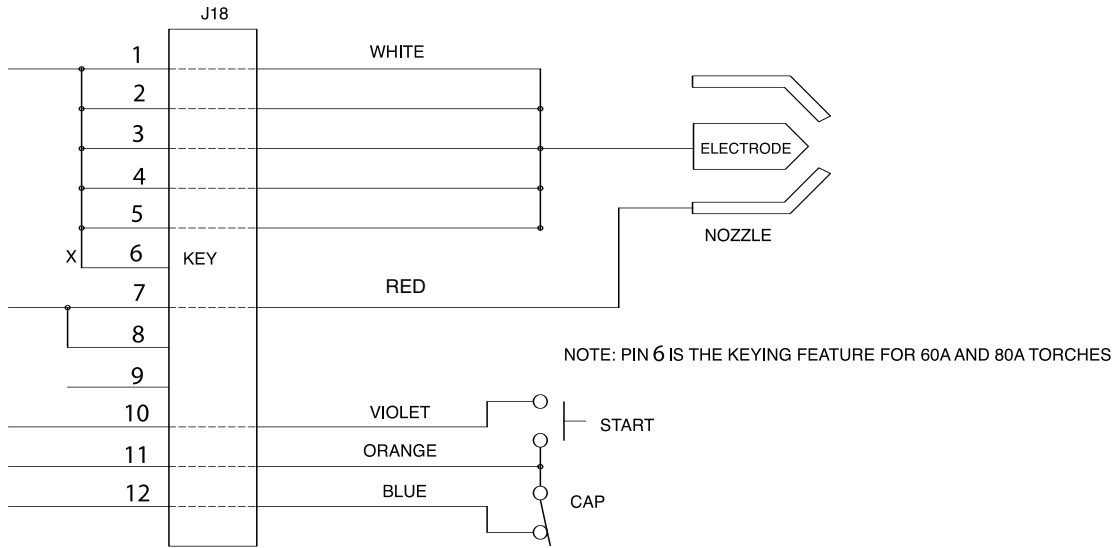 J18
1 WHITE
2
3
ELECTRODE
4
5
NOZZLE
X 6 KEY
7 RED
8
NOTE: PIN 6 IS THE KEYING FEATURE FOR 60A AND 80A TORCHES
9
10 VIOLET
START
11 ORANGE
12 BLUE
CAP